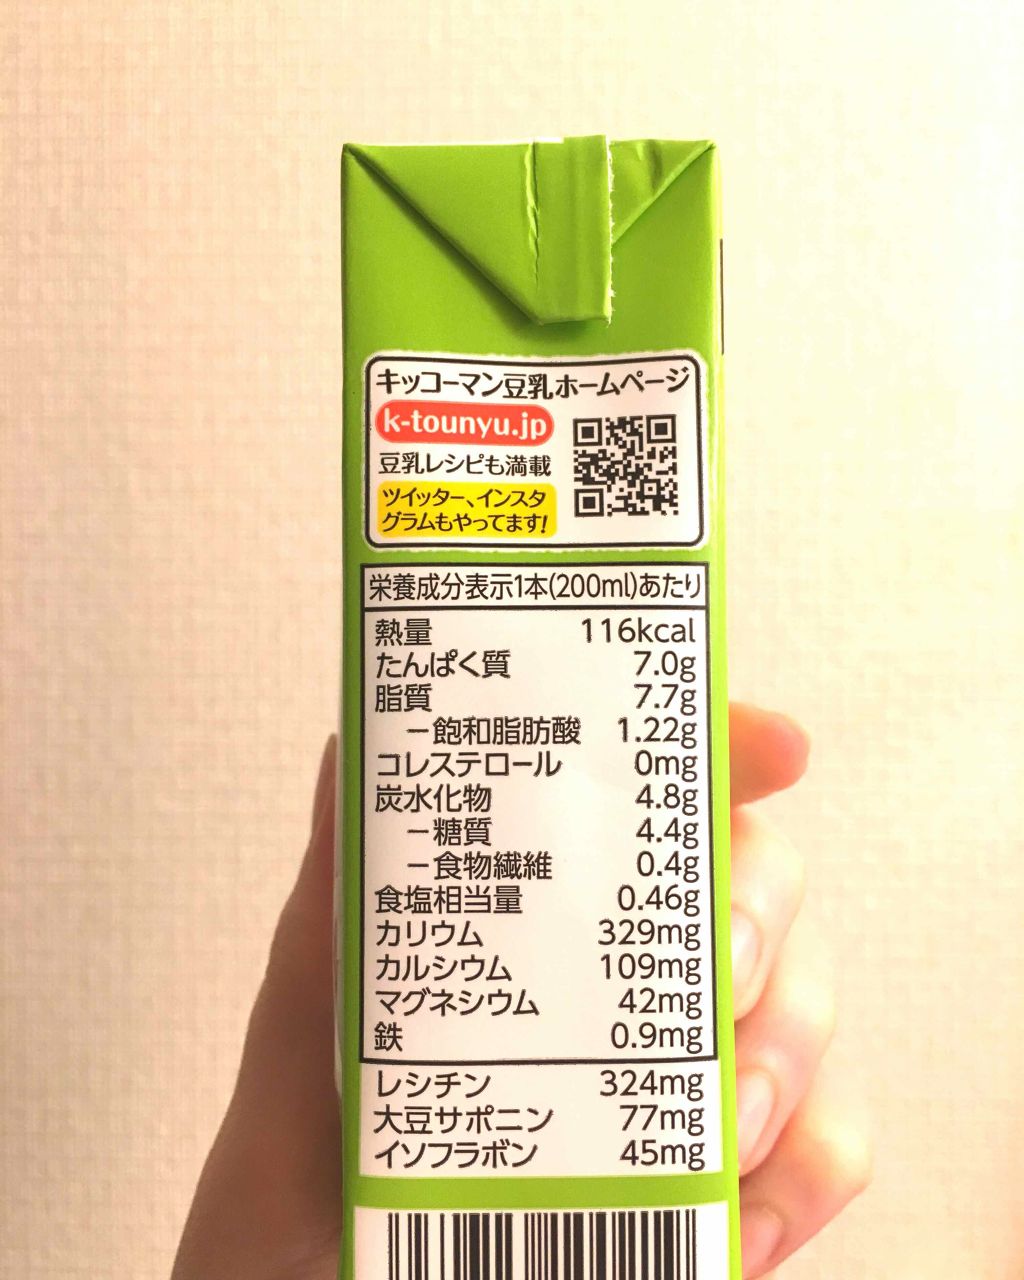 キッコーマン豆乳ホームページ
k-tounyu.jp
豆乳レシピも満載
ツイッター、インスタ
グラムもやってます!
栄養成分表示1本(200ml)あたり
熱量 116kcal
たんぱく質 7.0g
脂質 7.7g
－飽和脂肪酸 1.22g
コレステロール 0mg
炭水化物 4.8g
－糖質 4.4g
－食物繊維 0.4g
食塩相当量 0.46g
カリウム 329mg
カルシウム 109mg
マグネシウム 42mg
鉄 0.9mg
レシチン 324mg
大豆サポニン 77mg
イソフラボン 45mg